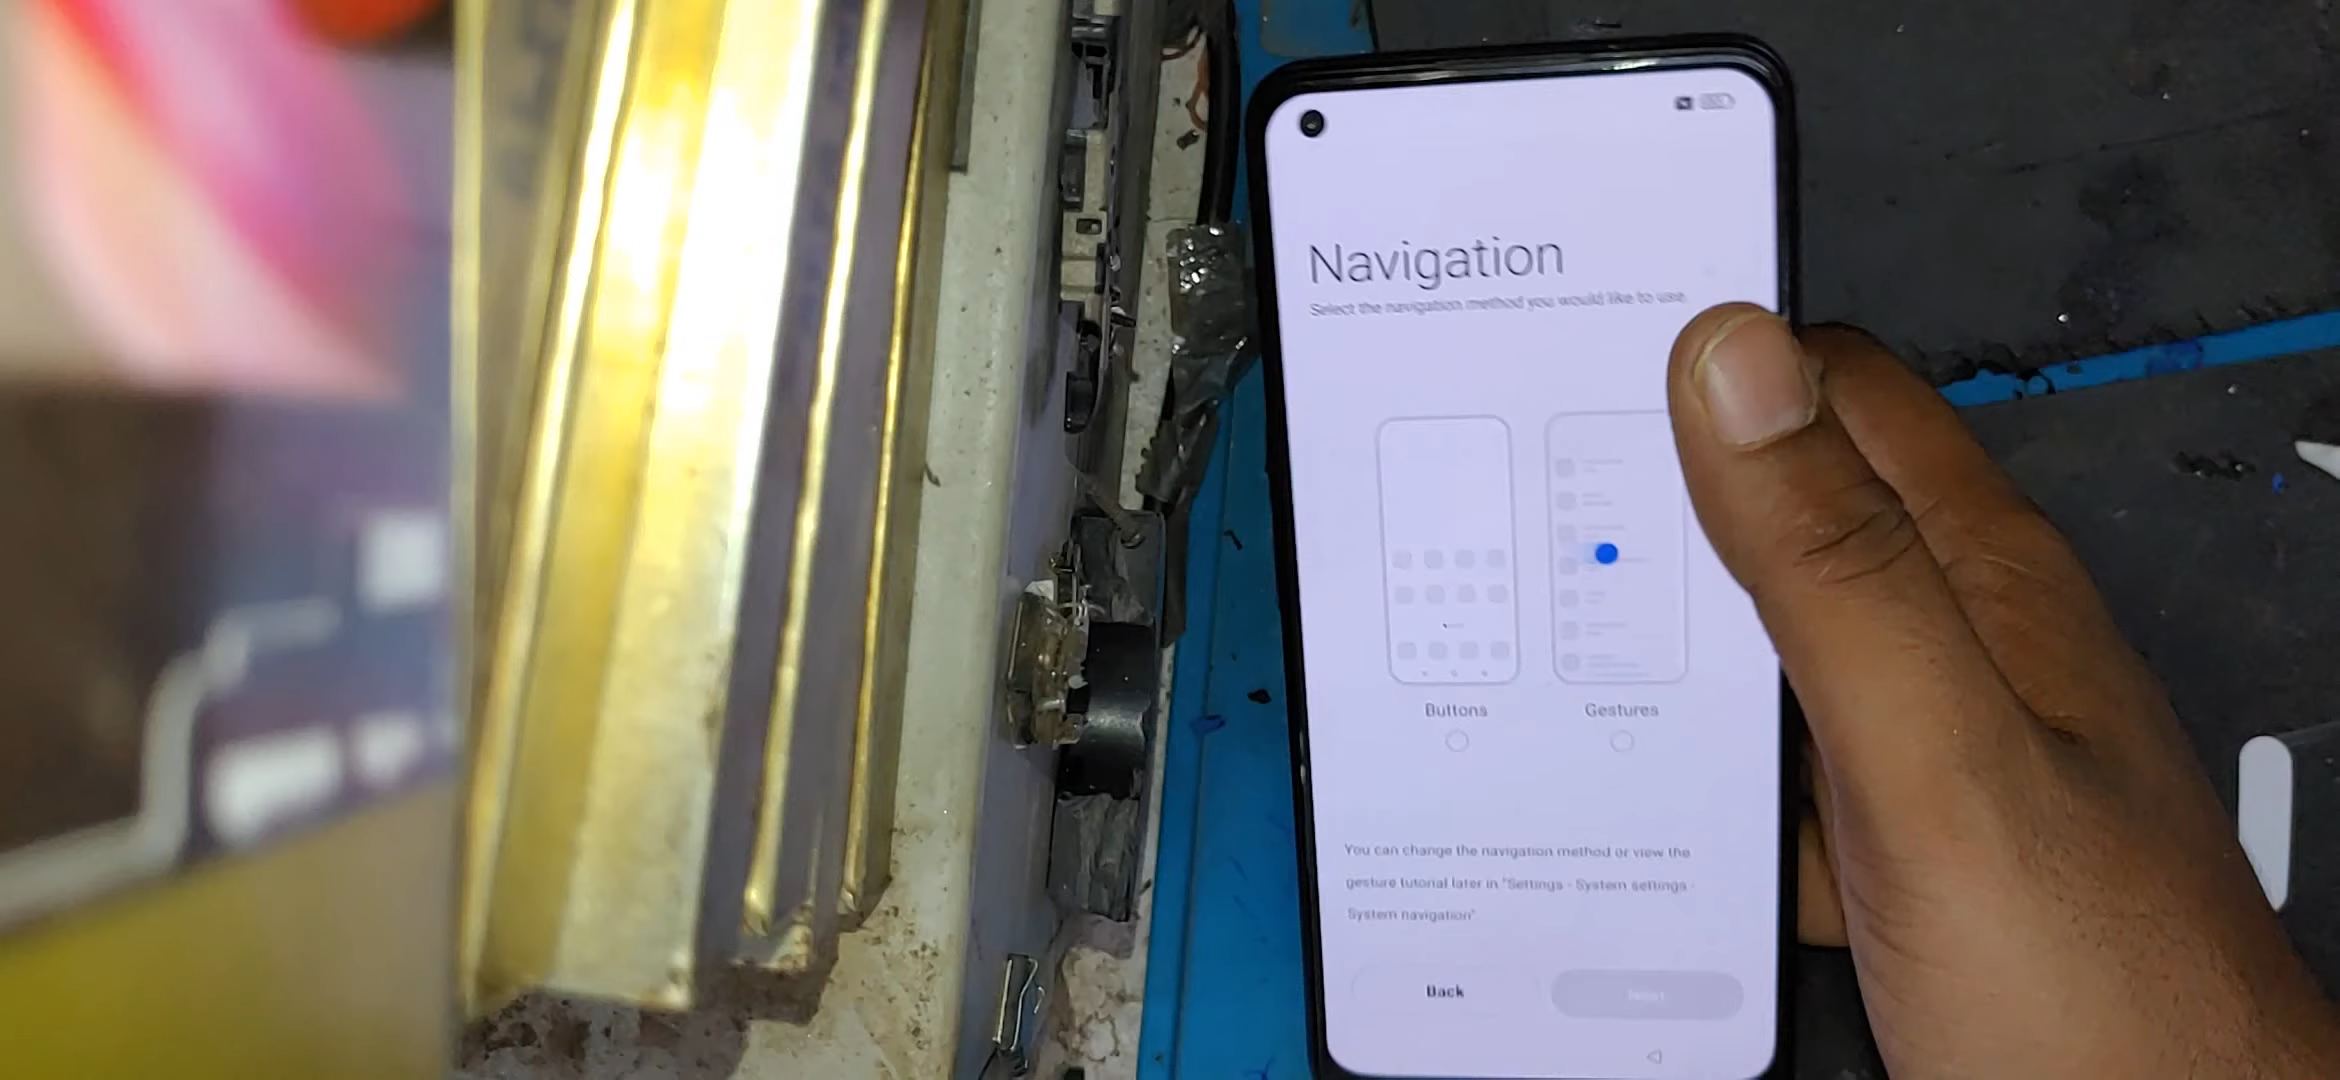 Navigation
Select the navigation method you would like to use
Buttons
Gestures
You can change the navigation method or view the
gesture tutorial later in "Settings - System settings -
System navigation"
Back
Next